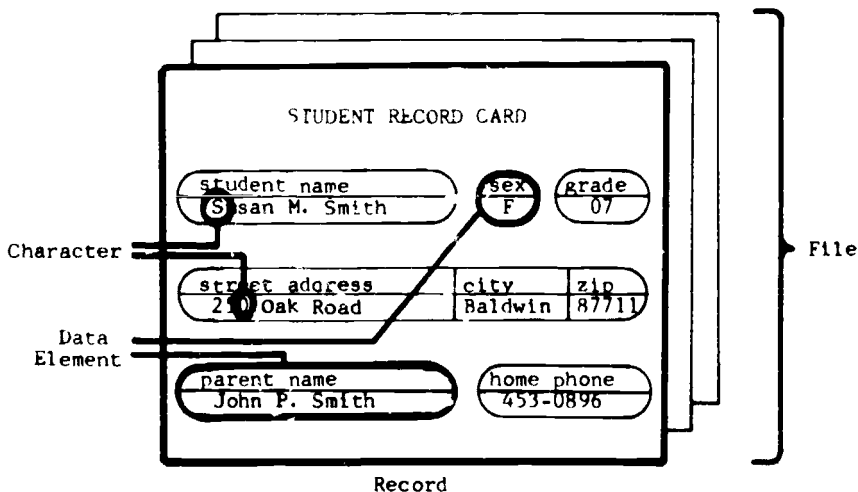 STUDENT RECORD CARD
student name
Susan M. Smith
sex
F
grade
07
Character
File
street address
210 Oak Road
city
Baldwin
zip
87711
Data
Element
parent name
John P. Smith
home phone
453-0896
Record